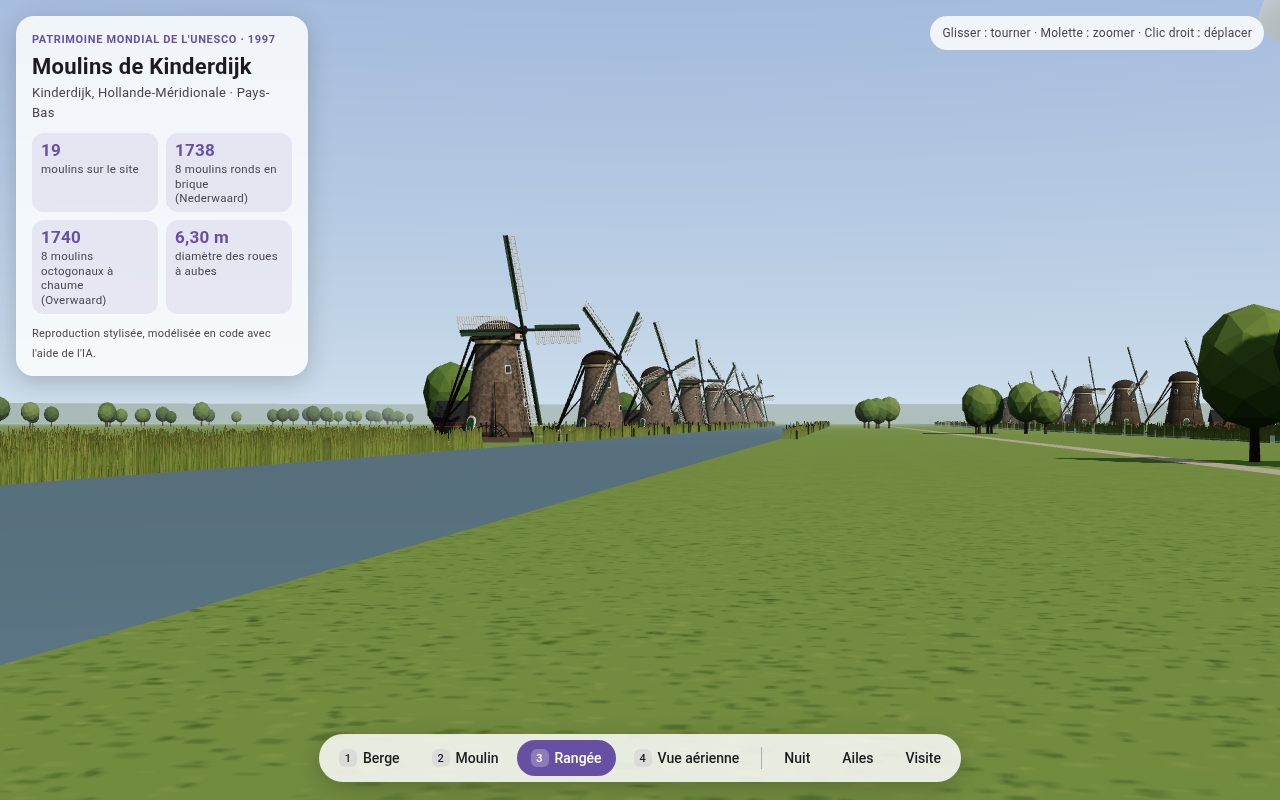 PATRIMOINE MONDIAL DE L'UNESCO · 1997
Moulins de Kinderdijk
Kinderdijk, Hollande-Méridionale · Pays-
Bas
19
moulins sur le site
1738
8 moulins ronds en
brique
(Nederwaard)
1740
8 moulins
octogonaux à
chaume
(Overwaard)
6,30 m
diamètre des roues
à aubes
Reproduction stylisée, modélisée en code avec
l'aide de l'IA.
Glisser : tourner · Molette : zoomer · Clic droit : déplacer
1 Berge 2 Moulin 3 Rangée 4 Vue aérienne Nuit Ailes Visite